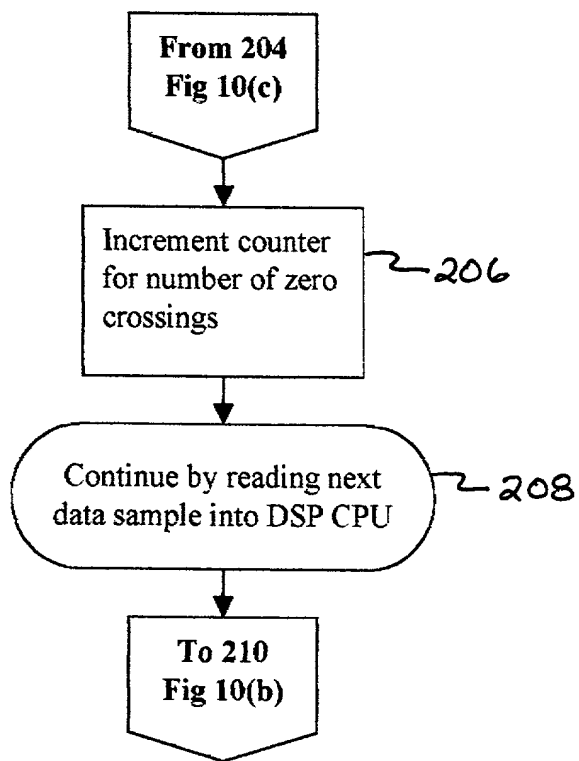 From 204
Fig 10(c)
Increment counter
for number of zero
crossings
206
Continue by reading next
data sample into DSP CPU
208
To 210
Fig 10(b)